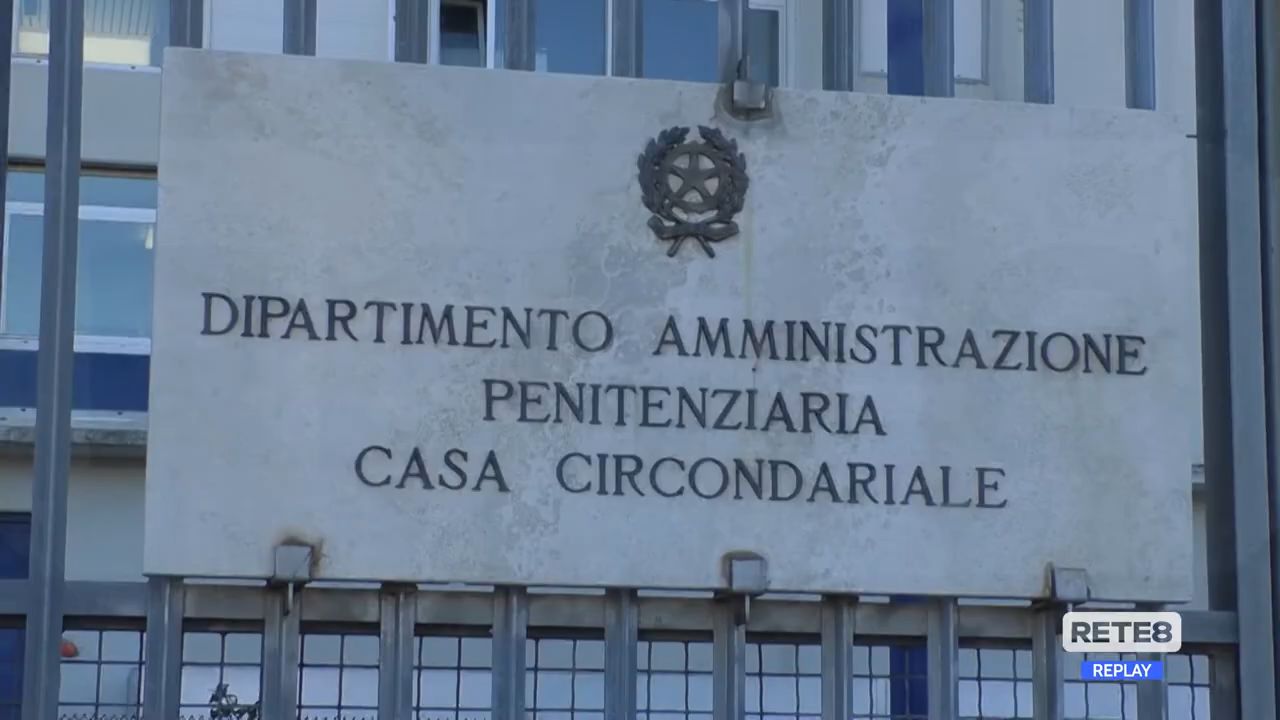 DIPARTIMENTO AMMINISTRAZIONE
PENITENZIARIA
CASA CIRCONDARIALE
RETE8
REPLAY